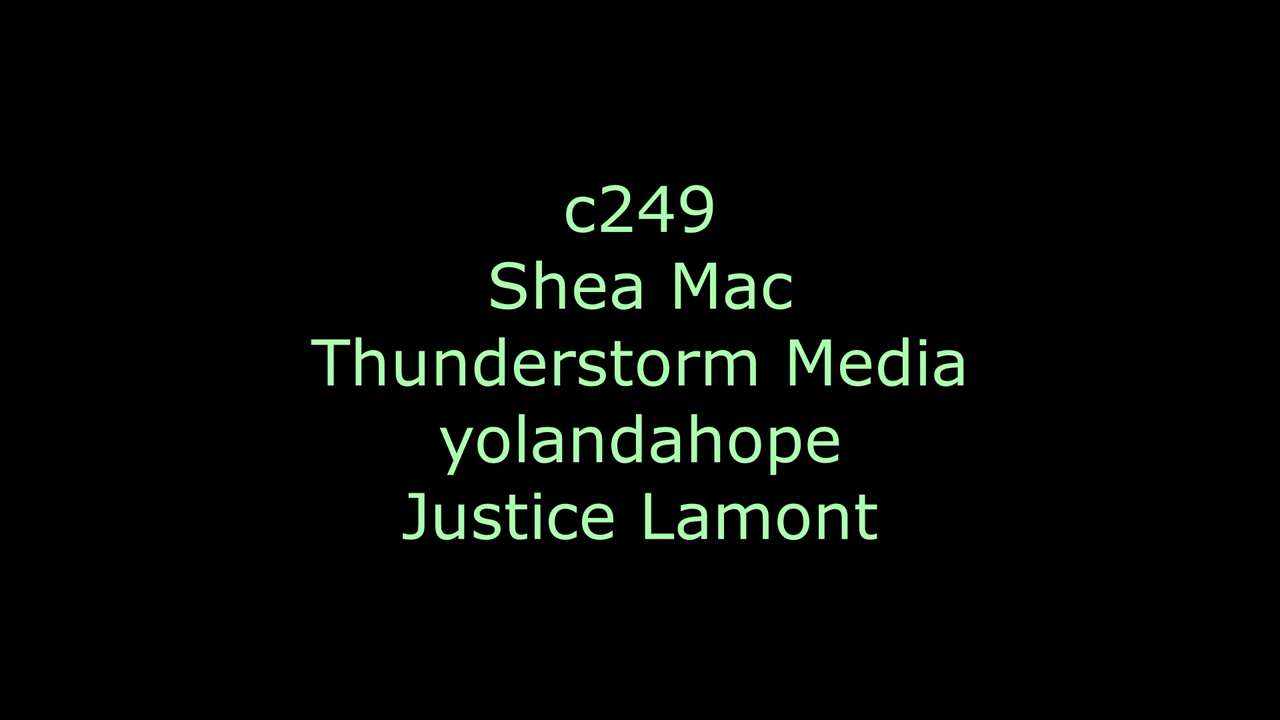 c249
Shea Mac
Thunderstorm Media
yolandahope
Justice Lamont